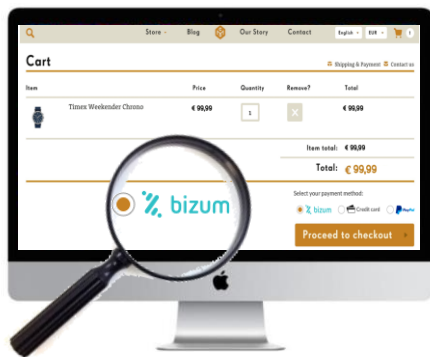 Store Blog Our Story Contact English EUR
Cart
Shipping & Payment Contact us
Item Price Quantity Remove? Total
Timex Weekender Chrono € 99,99 1 X € 99,99
Item total: € 99,99
Total: € 99,99
Select your payment method:
bizum Credit card PayPal
bizum
Proceed to checkout